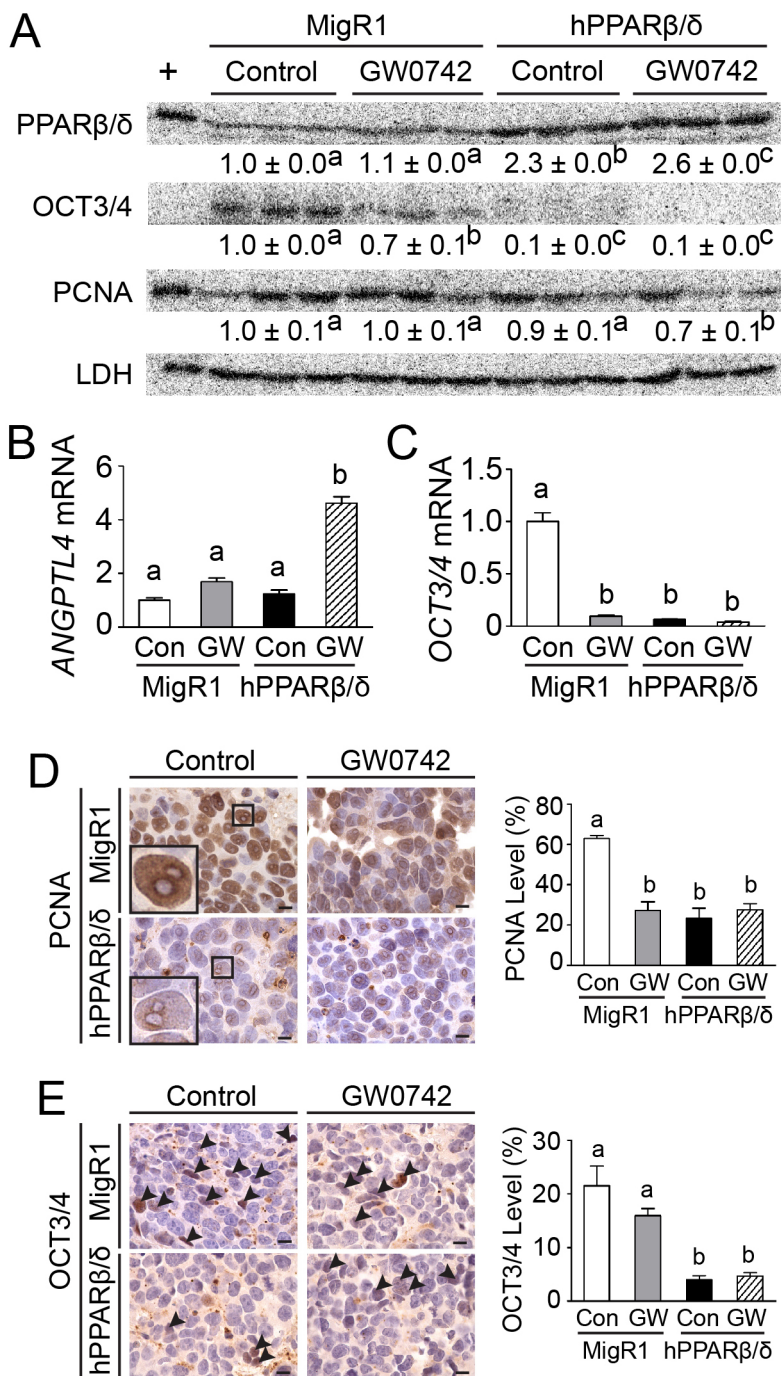 A
MigR1 hPPARβ/δ
+ Control GW0742 Control GW0742
PPARβ/δ
1.0 ± 0.0a 1.1 ± 0.0a 2.3 ± 0.0b 2.6 ± 0.0c
OCT3/4
1.0 ± 0.0a 0.7 ± 0.1b 0.1 ± 0.0c 0.1 ± 0.0c
PCNA
1.0 ± 0.1a 1.0 ± 0.1a 0.9 ± 0.1a 0.7 ± 0.1b
LDH
B
ANGPTL4 mRNA
6
4
2
0
a a a b
Con GW Con GW
MigR1 hPPARβ/δ
C
OCT3/4 mRNA
1.5
1.0
0.5
0
a b b b
Con GW Con GW
MigR1 hPPARβ/δ
D
Control GW0742
PCNA
MigR1
hPPARβ/δ
PCNA Level (%)
80
60
40
20
0
a b b b
Con GW Con GW
MigR1 hPPARβ/δ
E
Control GW0742
OCT3/4
MigR1
hPPARβ/δ
OCT3/4 Level (%)
30
20
10
0
a a b b
Con GW Con GW
MigR1 hPPARβ/δ